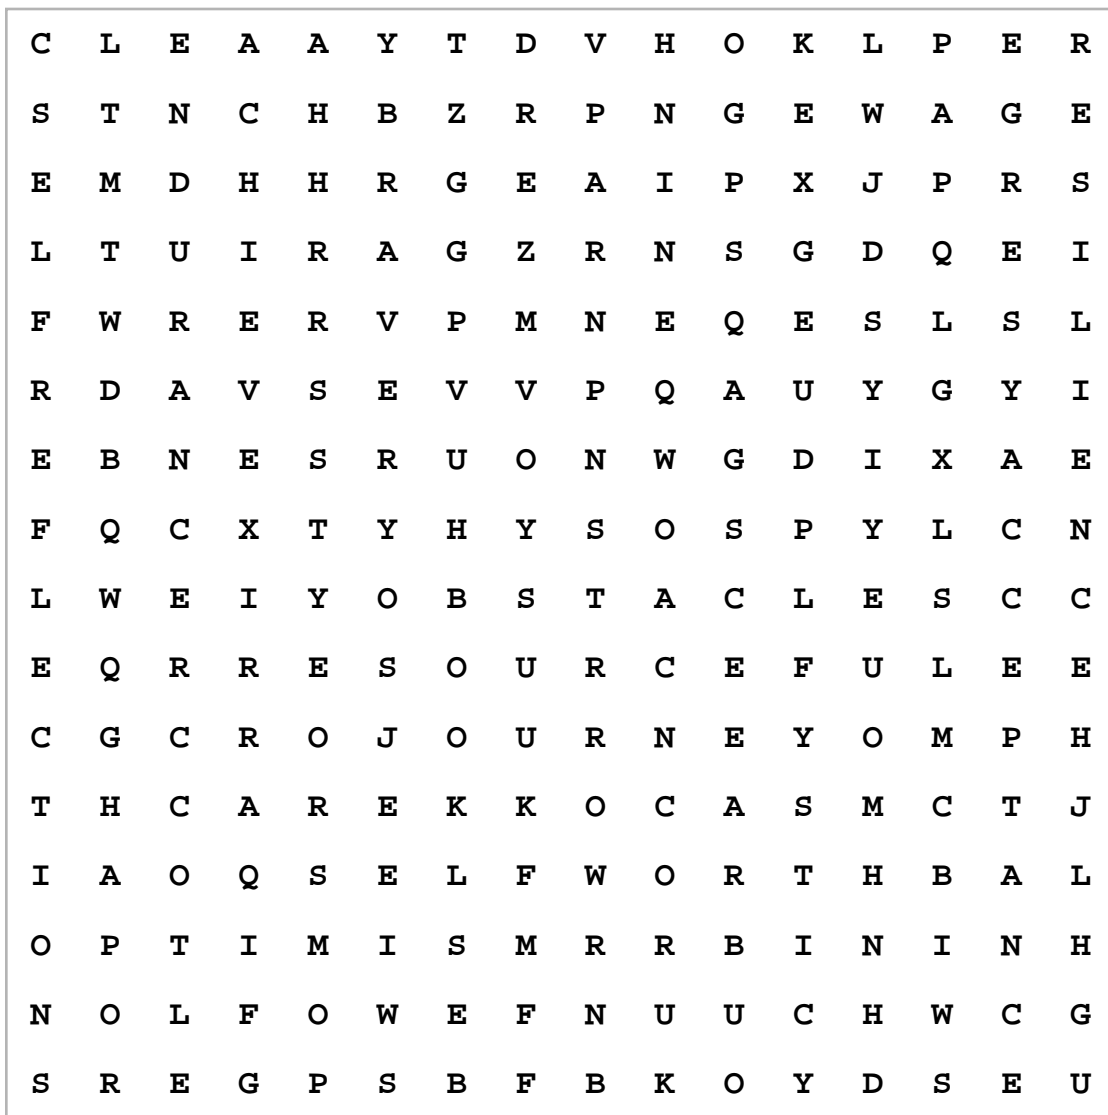 C L E A A Y T D V H O K L P E R
S T N C H B Z R P N G E W A G E
E M D H H R G E A I P X J P R S
L T U I R A G Z R N S G D Q E I
F W R E R V P M N E Q E S L S L
R D A V S E V V P Q A U Y G Y I
E B N E S R U O N W G D I X A E
F Q C X T Y H Y S O S P Y L C N
L W E I Y O B S T A C L E S C C
E Q R R E S O U R C E F U L E E
C G C R O J O U R N E Y O M P H
T H C A R E K K O C A S M C T J
I A O Q S E L F W O R T H B A L
O P T I M I S M R R B I N I N H
N O L F O W E F N U U C H W C G
S R E G P S B F B K O Y D S E U